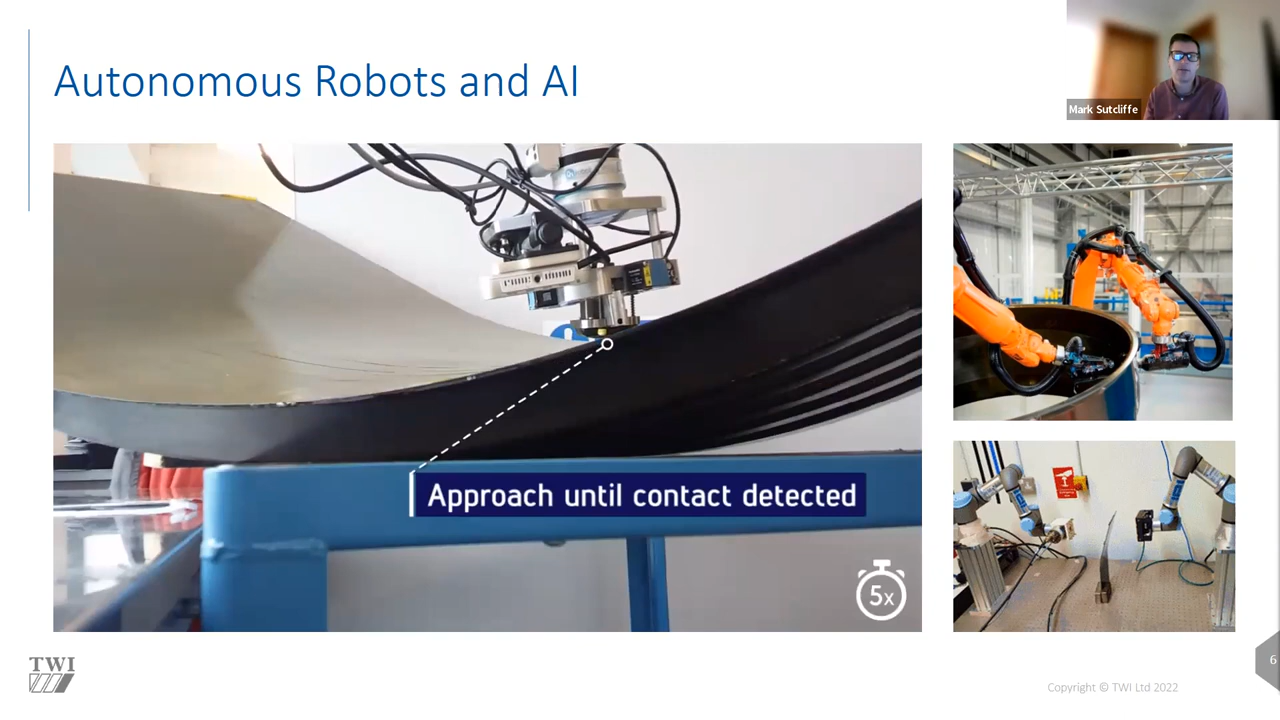 Autonomous Robots and AI
Mark Sutcliffe
Approach until contact detected
5x
TWI
6
Copyright © TWI Ltd 2022